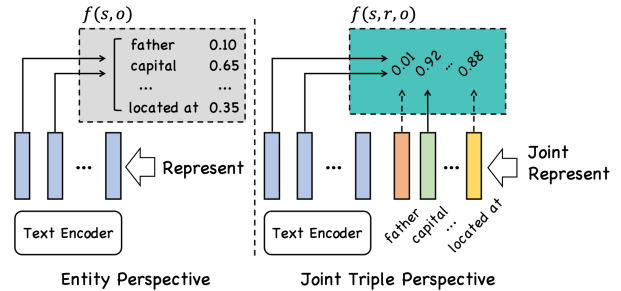 f(s,o)
father 0.10
capital 0.65
... ...
located at 0.35
...
Represent
Text Encoder
Entity Perspective
f(s,r,o)
0.01 0.92 ... 0.88
... ...
Joint
Represent
Text Encoder
father capital ... located at
Joint Triple Perspective